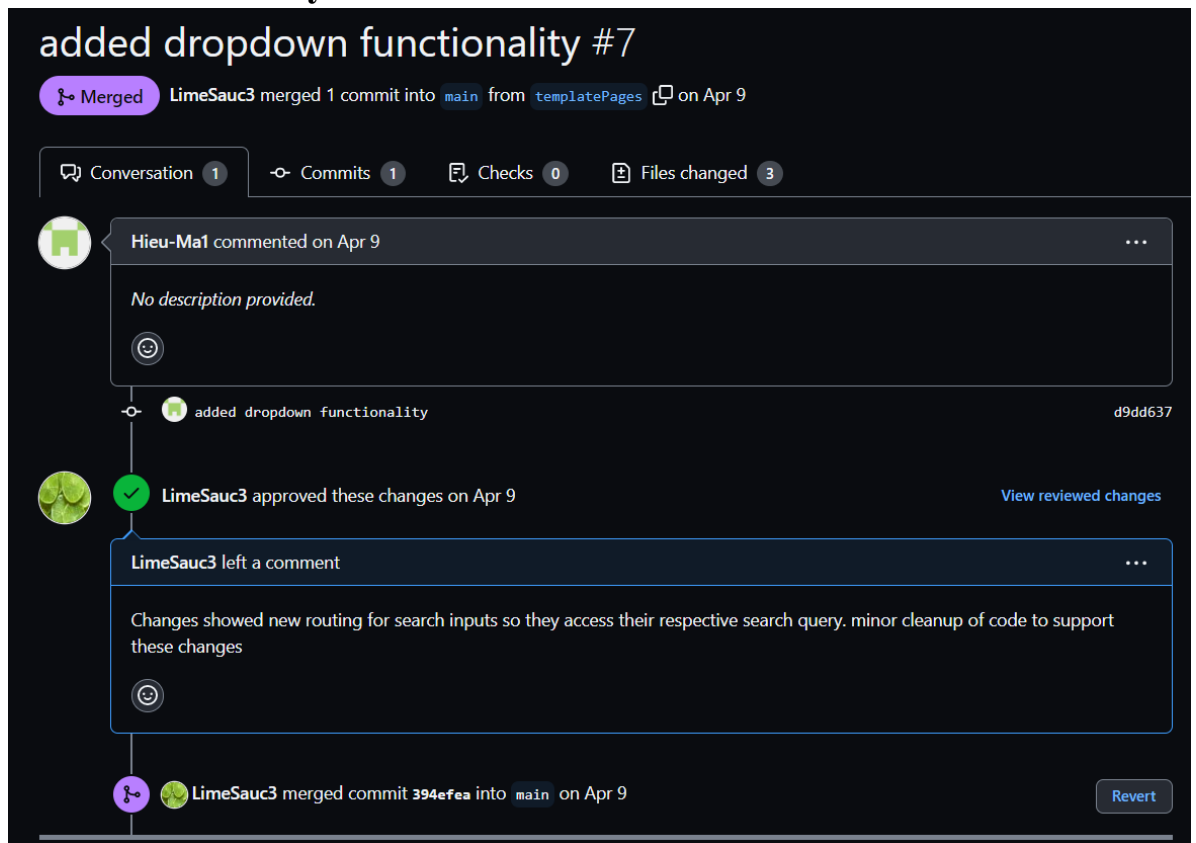 added dropdown functionality #7
Merged LimeSauc3 merged 1 commit into main from templatePages on Apr 9
Conversation 1 Commits 1 Checks 0 Files changed 3
Hieu-Ma1 commented on Apr 9 ...
No description provided.
added dropdown functionality d9dd637
LimeSauc3 approved these changes on Apr 9 View reviewed changes
LimeSauc3 left a comment ...
Changes showed new routing for search inputs so they access their respective search query. minor cleanup of code to support
these changes
LimeSauc3 merged commit 394efea into main on Apr 9 Revert